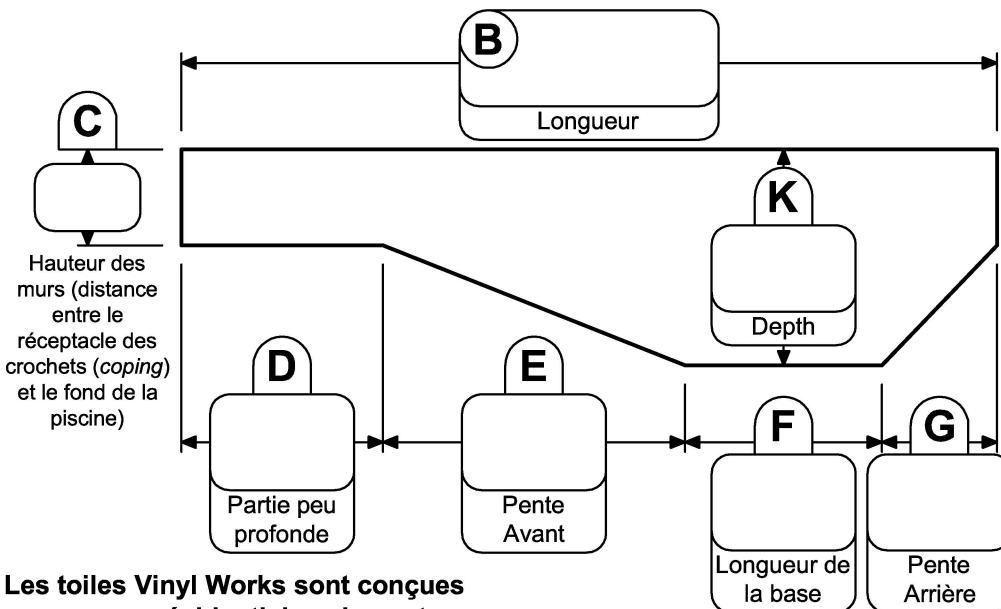 B
Longueur
C
Hauteur des
murs (distance
entre le
réceptacle des
crochets (coping)
et le fond de la
piscine)
K
Depth
D
Partie peu
profonde
E
Pente
Avant
F
Longueur de
la base
G
Pente
Arrière
Les toiles Vinyl Works sont conçues